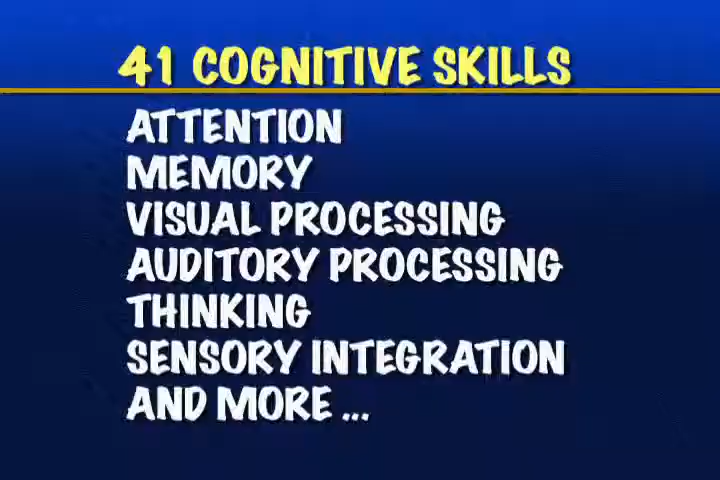 41 COGNITIVE SKILLS
ATTENTION
MEMORY
VISUAL PROCESSING
AUDITORY PROCESSING
THINKING
SENSORY INTEGRATION
AND MORE ...